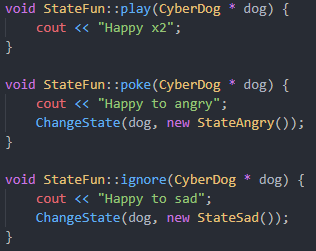 void StateFun::play(CyberDog * dog) {
    cout << "Happy x2";
}
void StateFun::poke(CyberDog * dog) {
    cout << "Happy to angry";
    ChangeState(dog, new StateAngry());
}
void StateFun::ignore(CyberDog * dog) {
    cout << "Happy to sad";
    ChangeState(dog, new StateSad());
}